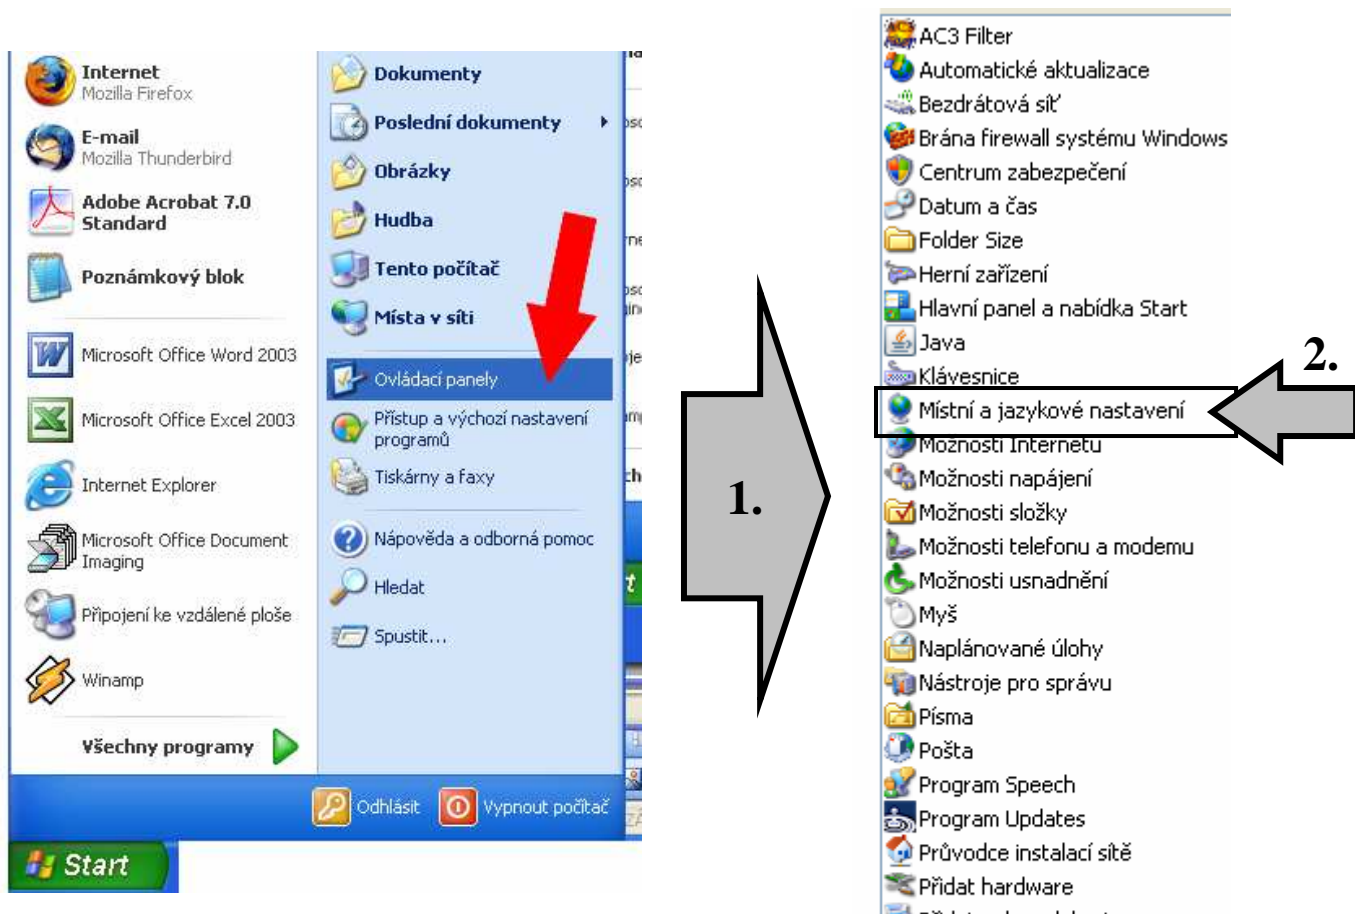 Internet
Mozilla Firefox
E-mail
Mozilla Thunderbird
Adobe Acrobat 7.0
Standard
Poznámkový blok
Microsoft Office Word 2003
Microsoft Office Excel 2003
Internet Explorer
Microsoft Office Document
Imaging
Připojení ke vzdálené ploše
Winamp
Všechny programy
Dokumenty
Poslední dokumenty
Obrázky
Hudba
Tento počítač
Místa v síti
Ovládací panely
Přístup a výchozí nastavení
programů
Tiskárny a faxy
Nápověda a odborná pomoc
Hledat
Spustit...
Odhlásit
Vypnout počítač
Start
1.
AC3 Filter
Automatické aktualizace
Bezdrátová síť
Brána firewall systému Windows
Centrum zabezpečení
Datum a čas
Folder Size
Herní zařízení
Hlavní panel a nabídka Start
Java
Klávesnice
Místní a jazykové nastavení
Možnosti Internetu
Možnosti napájení
Možnosti složky
Možnosti telefonu a modemu
Možnosti usnadnění
Myš
Naplánované úlohy
Nástroje pro správu
Písma
Pošta
Program Speech
Program Updates
Průvodce instalací sítě
Přidat hardware
2.